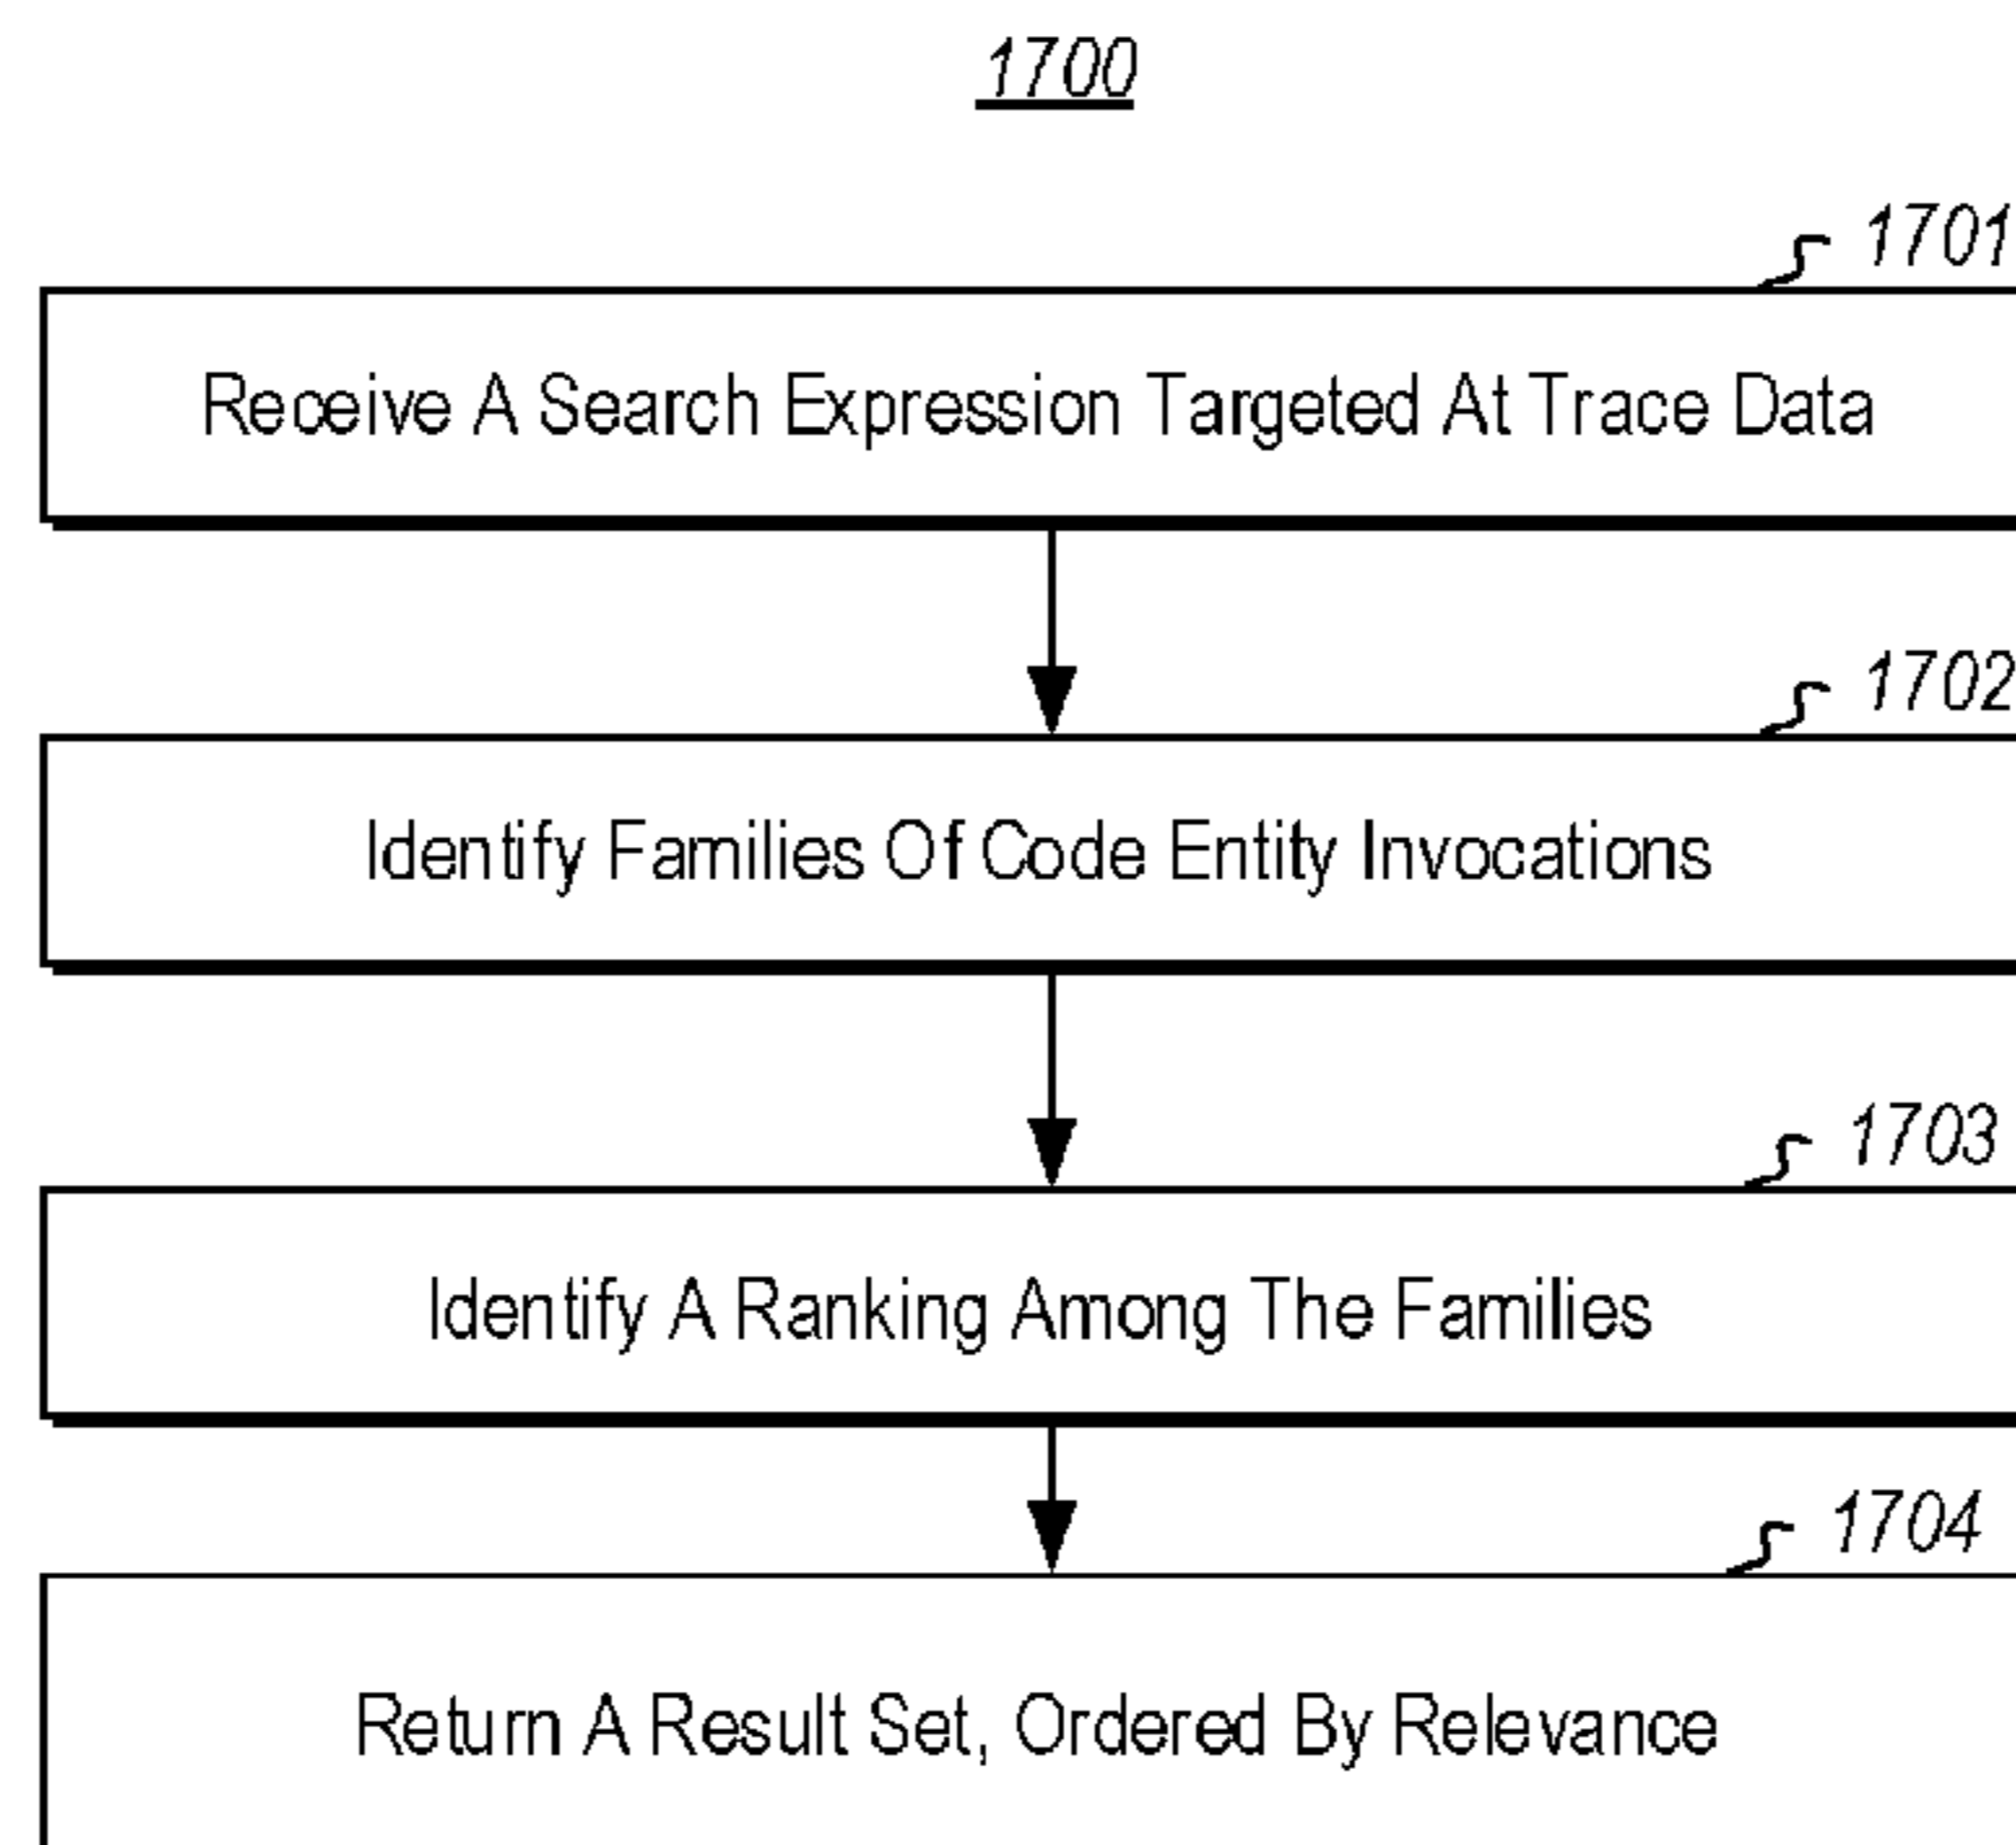 1700
1701
Receive A Search Expression Targeted At Trace Data
1702
Identify Families Of Code Entity Invocations
1703
Identify A Ranking Among The Families
1704
Return A Result Set, Ordered By Relevance